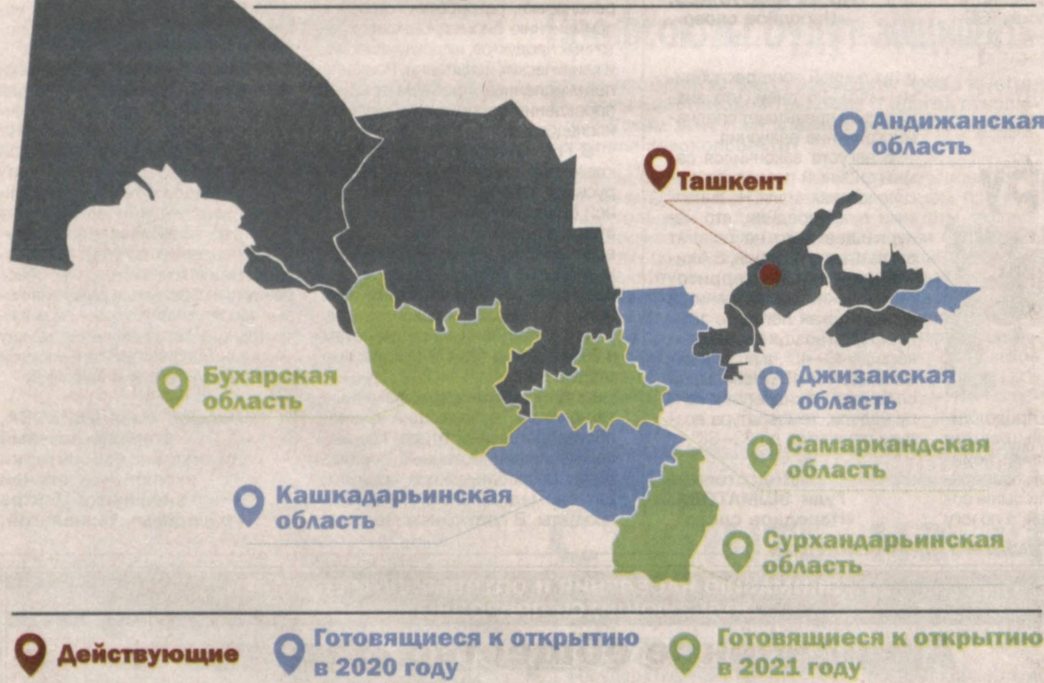 Андижанская
область
Ташкент
Бухарская
область
Джизакская
область
Самаркандская
область
Кашкадарьинская
область
Сурхандарьинская
область
Действующие
Готовящиеся к открытию
в 2020 году
Готовящиеся к открытию
в 2021 году